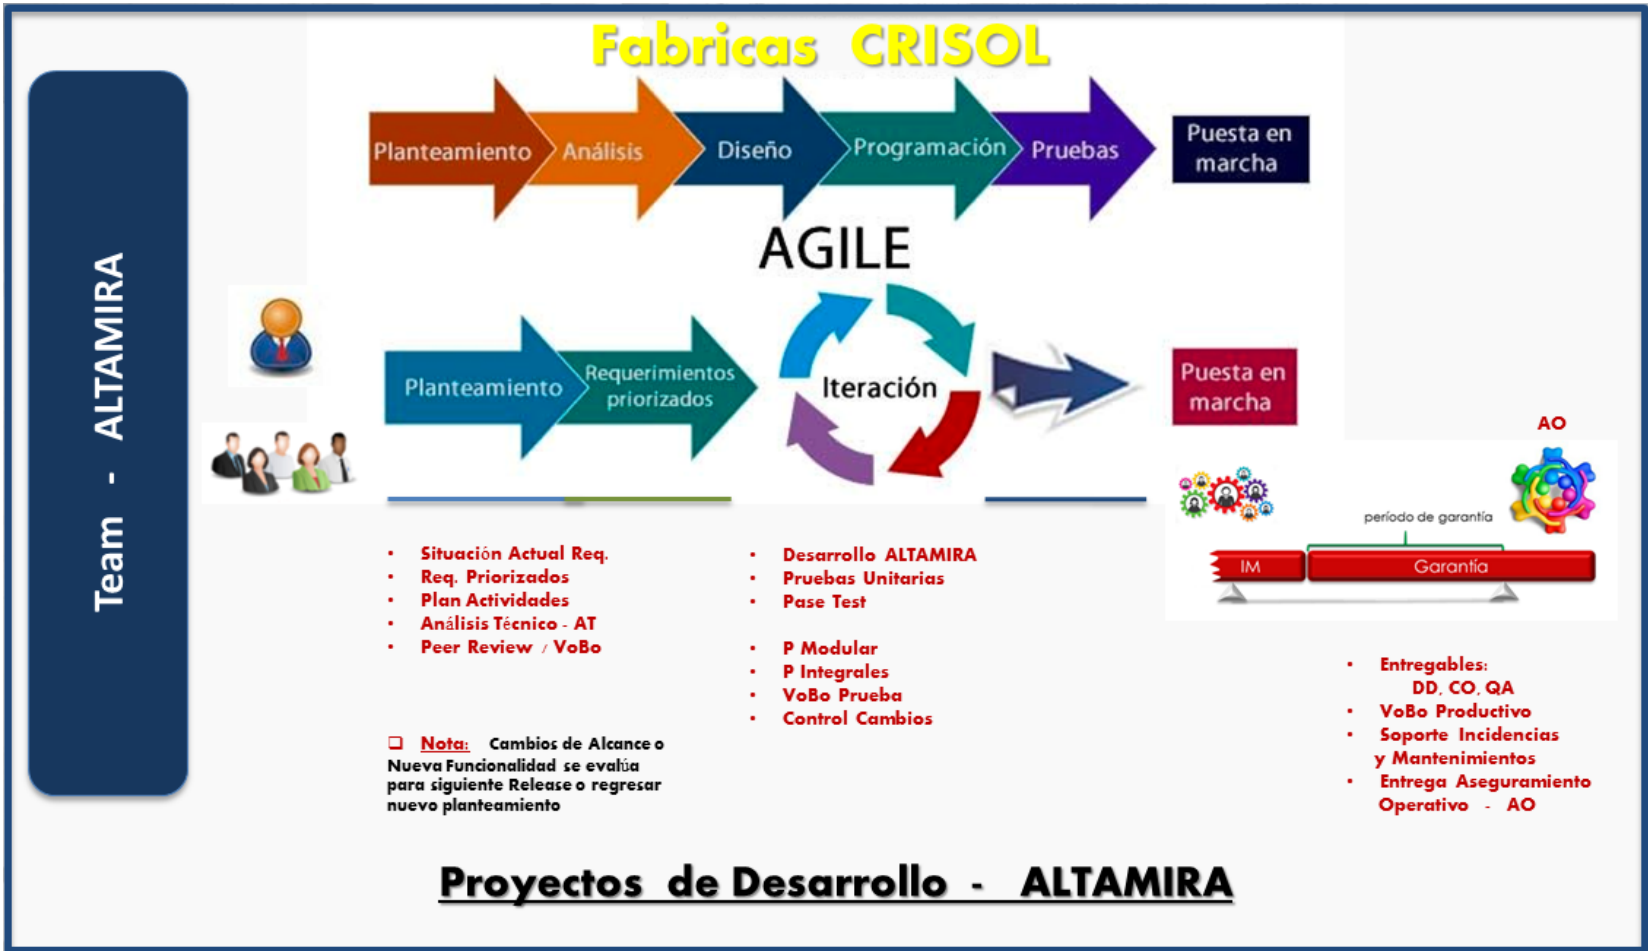 Fabricas CRISOL
Team - ALTAMIRA
Planteamiento
Análisis
Diseño
Programación
Pruebas
Puesta en
marcha
AGILE
Planteamiento
Requerimientos
priorizados
Iteración
Puesta en
marcha
• Situación Actual Req.
• Req. Priorizados
• Plan Actividades
• Análisis Técnico - AT
• Peer Review / VoBo
❑ Nota: Cambios de Alcance o
Nueva Funcionalidad se evalúa
para siguiente Release o regresar
nuevo planteamiento
• Desarrollo ALTAMIRA
• Pruebas Unitarias
• Pase Test
• P Modular
• P Integrales
• VoBo Prueba
• Control Cambios
AO
período de garantía
IM
Garantía
• Entregables:
DD, CO, QA
• VoBo Productivo
• Soporte Incidencias
y Mantenimientos
• Entrega Aseguramiento
Operativo - AO
Proyectos de Desarrollo - ALTAMIRA